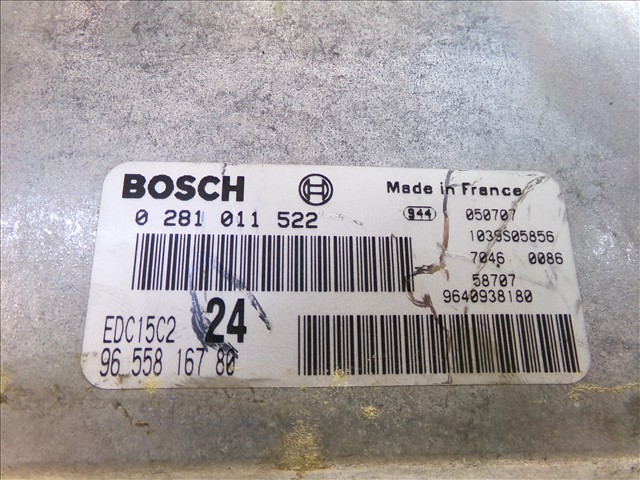 BOSCH Made in France
0 281 011 522 944 050707
1039S05856
7046 0086
58707
9640938180
EDC15C2 24
96 558 167 80